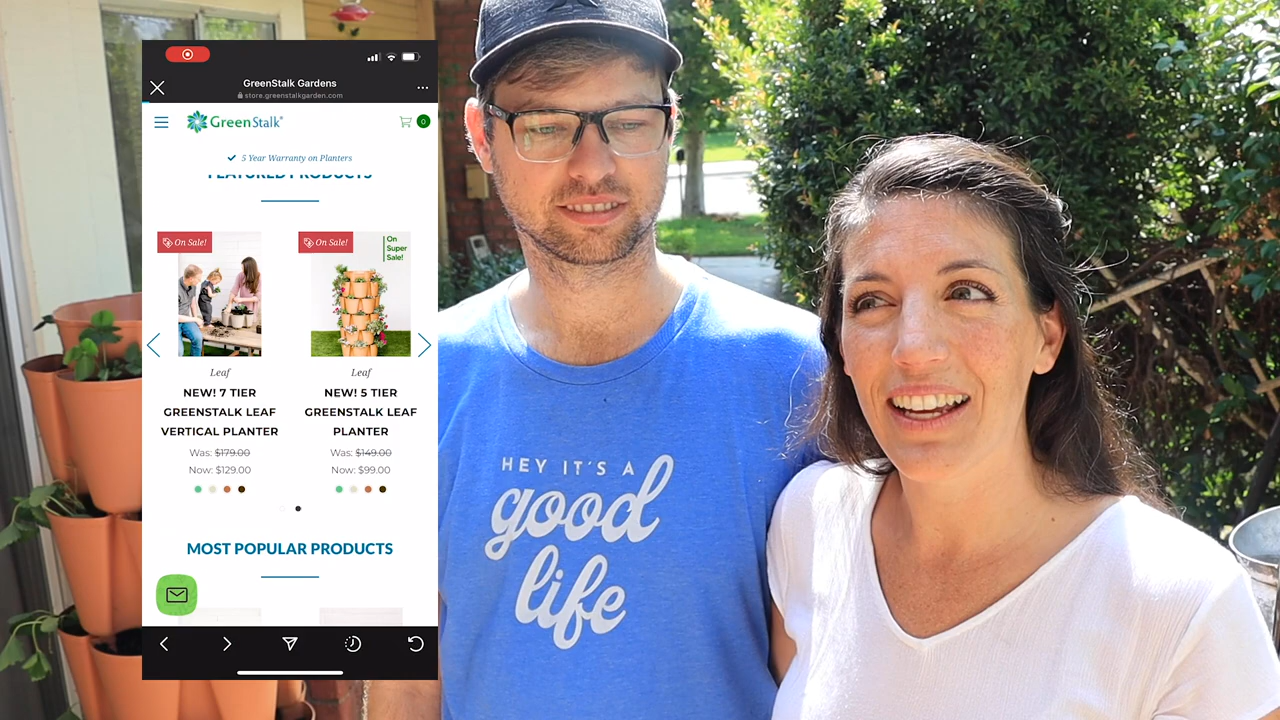 GreenStalk Gardens
store.greenstalkgarden.com
GreenStalk®
0
5 Year Warranty on Planters
FEATURED PRODUCTS
On Sale!
On Sale!
On
Super
Sale!
Leaf
NEW! 7 TIER
GREENSTALK LEAF
VERTICAL PLANTER
Was: $179.00
Now: $129.00
Leaf
NEW! 5 TIER
GREENSTALK LEAF
PLANTER
Was: $149.00
Now: $99.00
MOST POPULAR PRODUCTS
HEY IT'S A
good
life